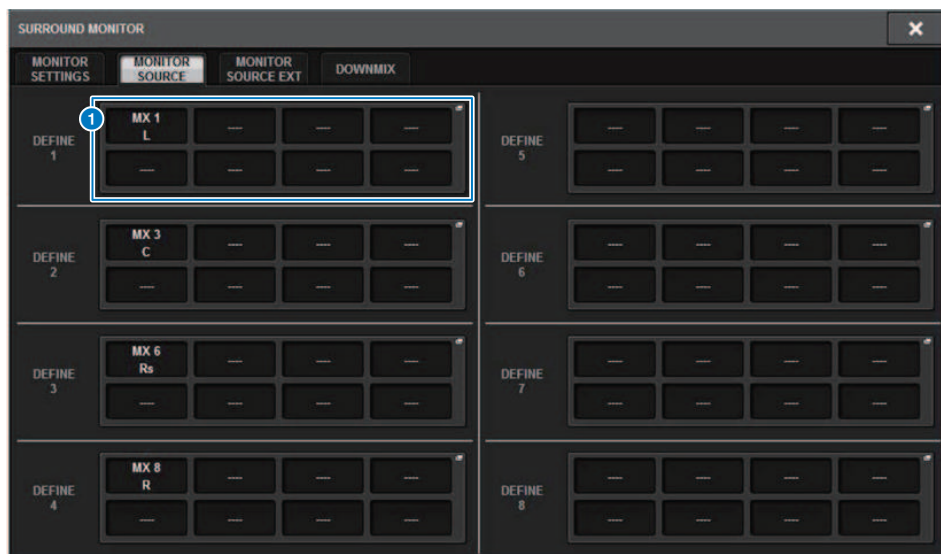 SURROUND MONITOR
MONITOR SETTINGS
MONITOR SOURCE
MONITOR SOURCE EXT
DOWNMIX
1
DEFINE 1
MX 1 L ---- ---- ----
---- ---- ---- ----
DEFINE 5
---- ---- ---- ----
---- ---- ---- ----
DEFINE 2
MX 3 C ---- ---- ----
---- ---- ---- ----
DEFINE 6
---- ---- ---- ----
---- ---- ---- ----
DEFINE 3
MX 6 Rs ---- ---- ----
---- ---- ---- ----
DEFINE 7
---- ---- ---- ----
---- ---- ---- ----
DEFINE 4
MX 8 R ---- ---- ----
---- ---- ---- ----
DEFINE 8
---- ---- ---- ----
---- ---- ---- ----